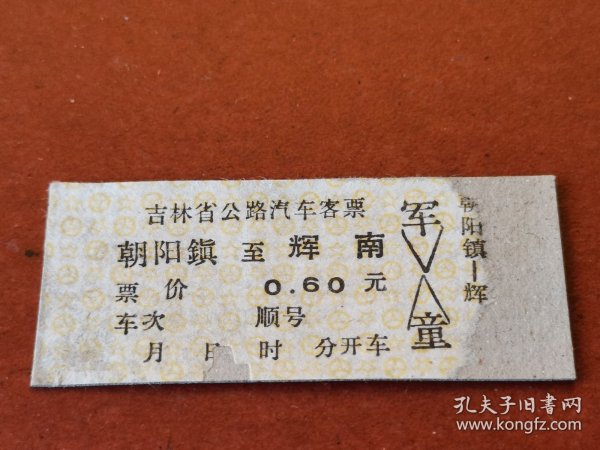 吉林省公路汽车客票
朝阳鎮 至 辉 南
票 价 0.60 元
车次 顺号
月 日 时 分开车
军
童
朝阳镇—辉
孔夫子旧书网
www.kongfz.com